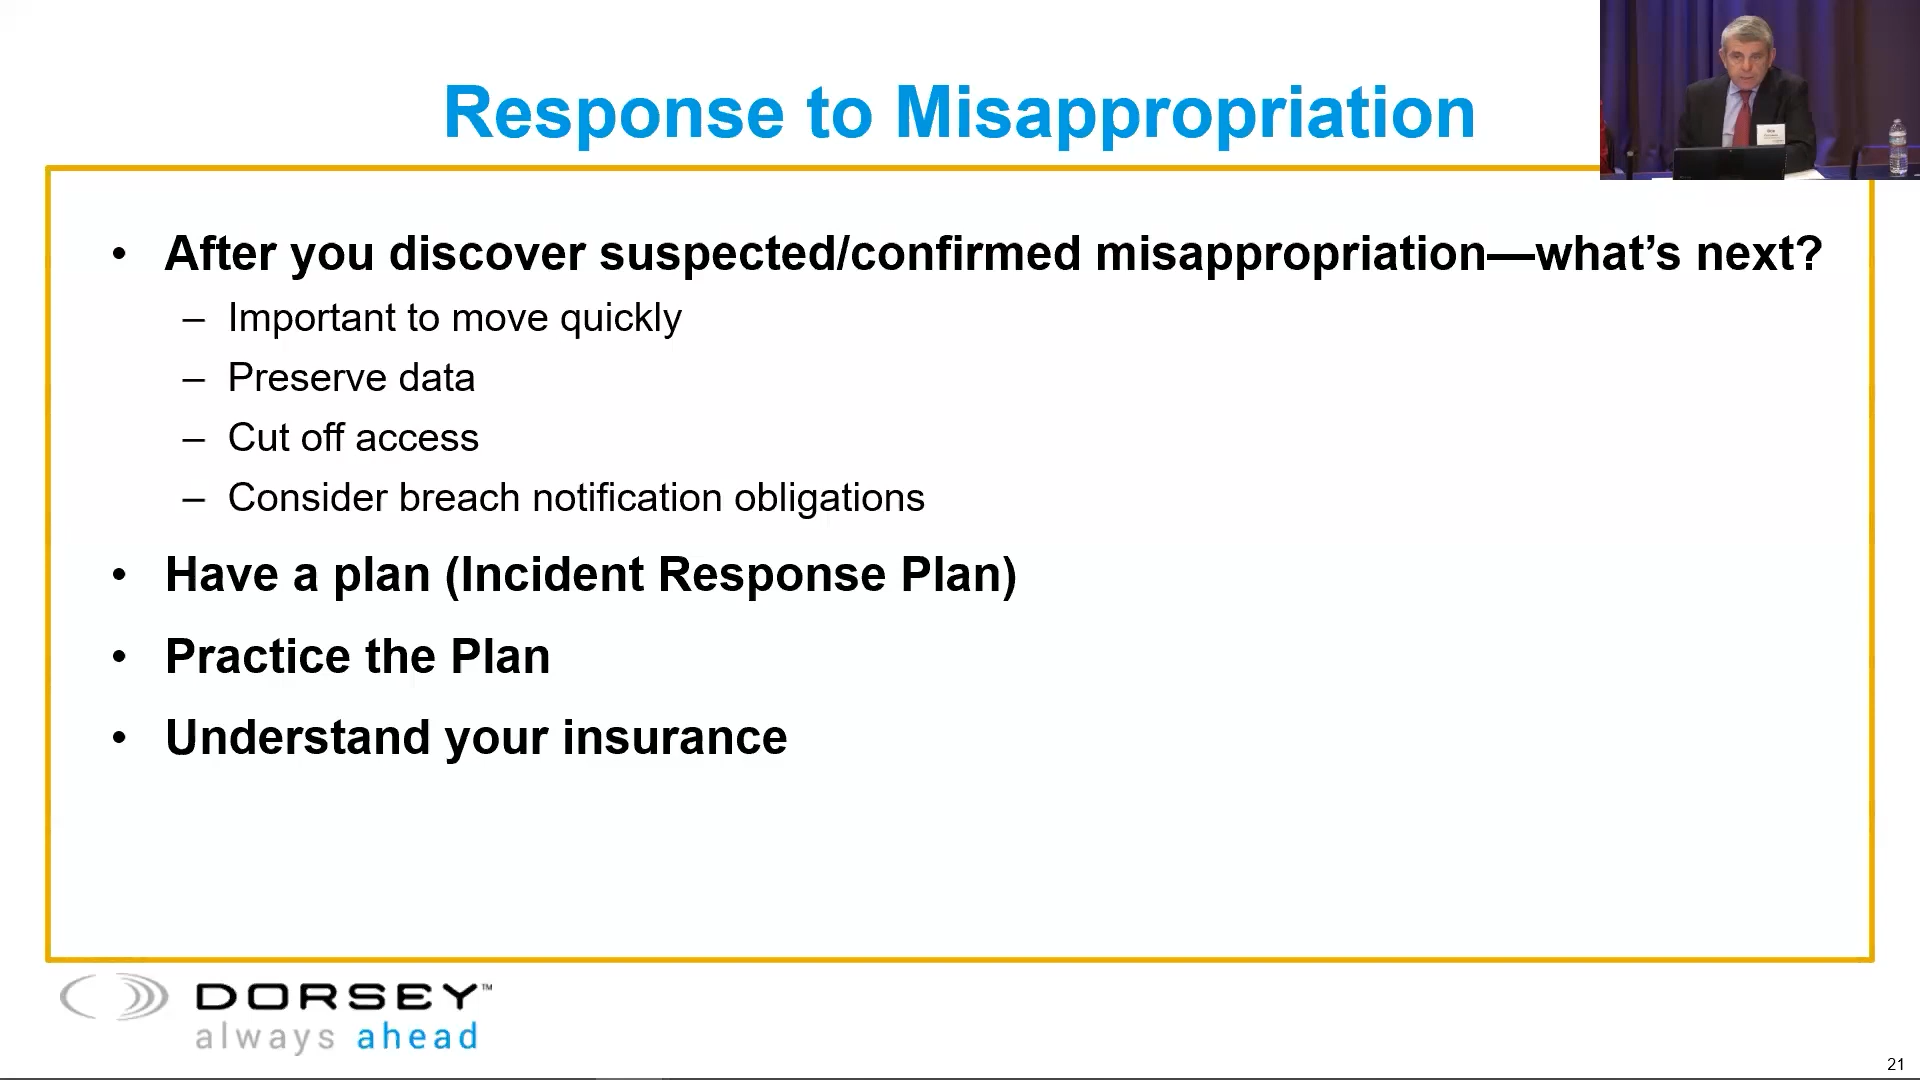 Response to Misappropriation
• After you discover suspected/confirmed misappropriation—what’s next?
– Important to move quickly
– Preserve data
– Cut off access
– Consider breach notification obligations
• Have a plan (Incident Response Plan)
• Practice the Plan
• Understand your insurance
DORSEY™
always ahead
21